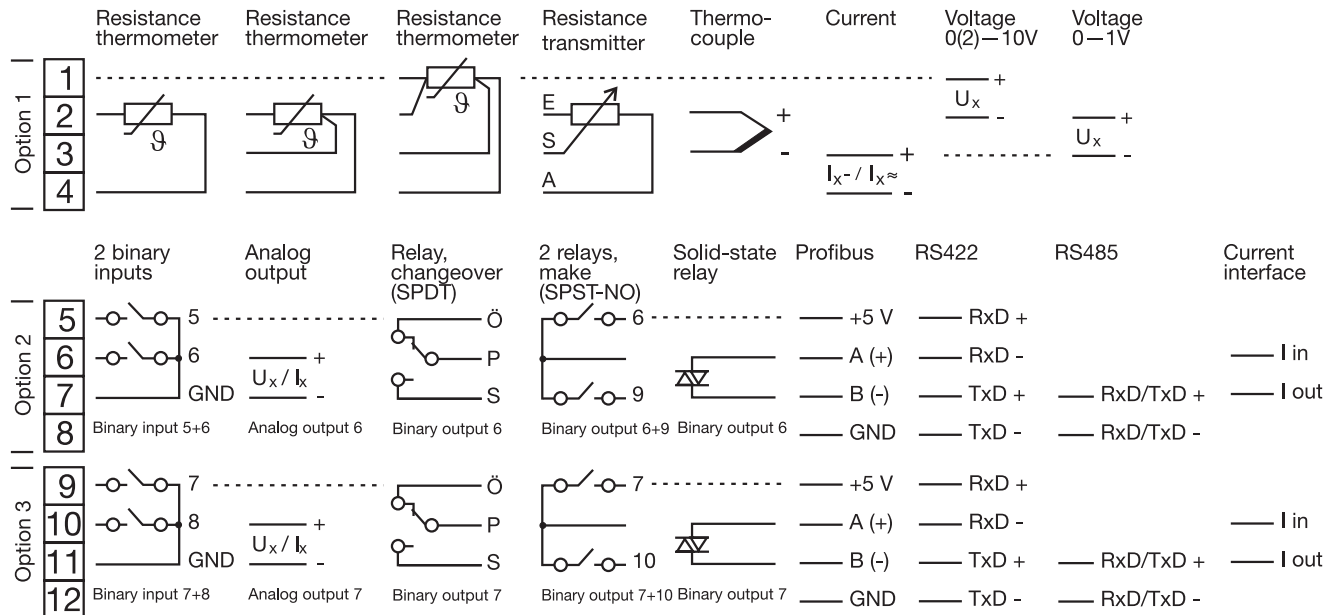 Resistance thermometer
Resistance thermometer
Resistance thermometer
Resistance transmitter
Thermo-couple
Current
Voltage 0(2)—10V
Voltage 0—1V
Option 1
1
2
3
4
ϑ
ϑ
ϑ
E
S
A
+
-
+
Ix- / Ix≈
-
+
Ux
-
+
Ux
-
2 binary inputs
Analog output
Relay, changeover (SPDT)
2 relays, make (SPST-NO)
Solid-state relay
Profibus
RS422
RS485
Current interface
Option 2
5
6
7
8
5
6
GND
Binary input 5+6
+
Ux / Ix
-
Analog output 6
Ö
P
S
Binary output 6
6
9
Binary output 6+9
Binary output 6
+5 V
A (+)
B (-)
GND
RxD +
RxD -
TxD +
TxD -
RxD/TxD +
RxD/TxD -
I in
I out
Option 3
9
10
11
12
7
8
GND
Binary input 7+8
+
Ux / Ix
-
Analog output 7
Ö
P
S
Binary output 7
7
10
Binary output 7+10
Binary output 7
+5 V
A (+)
B (-)
GND
RxD +
RxD -
TxD +
TxD -
RxD/TxD +
RxD/TxD -
I in
I out